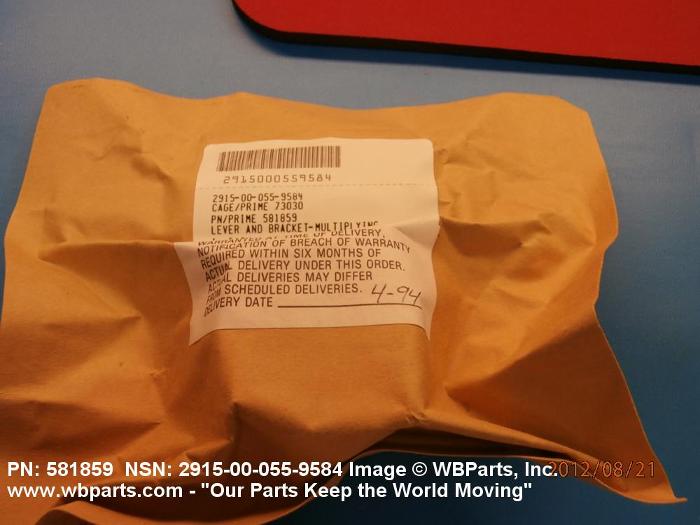 2915000559584
2915-00-055-9584
CAGE/PRIME 73030
PN/PRIME 581859
LEVER AND BRACKET-MULTIPLYING
OF DELIVERY,
NOTIFICATION OF BREACH OF WARRANTY
REQUIRED WITHIN SIX MONTHS OF
ACTUAL DELIVERY UNDER THIS ORDER.
ACTUAL DELIVERIES MAY DIFFER
FROM SCHEDULED DELIVERIES.
DELIVERY DATE 4-94
PN: 581859 NSN: 2915-00-055-9584 Image © WBParts, Inc.
2012/08/21
www.wbparts.com - "Our Parts Keep the World Moving"